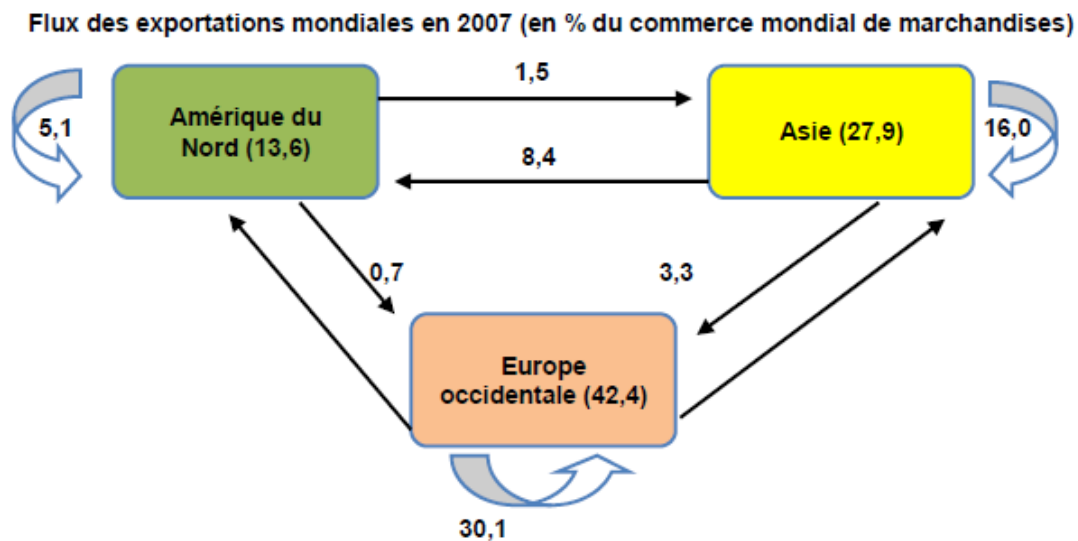 Flux des exportations mondiales en 2007 (en % du commerce mondial de marchandises)
1,5
Amérique du
Nord (13,6)
5,1
Asie (27,9)
16,0
8,4
0,7
3,3
Europe
occidentale (42,4)
30,1